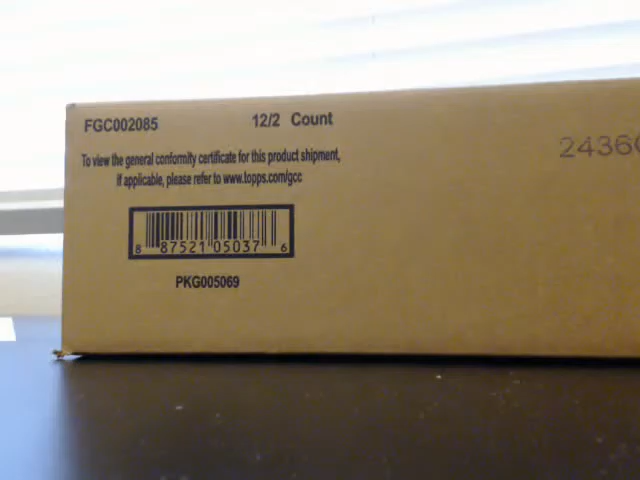 FGC002085
12/2 Count
2436
To view the general conformity certificate for this product shipment,
if applicable, please refer to www.topps.com/gcc
8 87521 05037 6
PKG005069